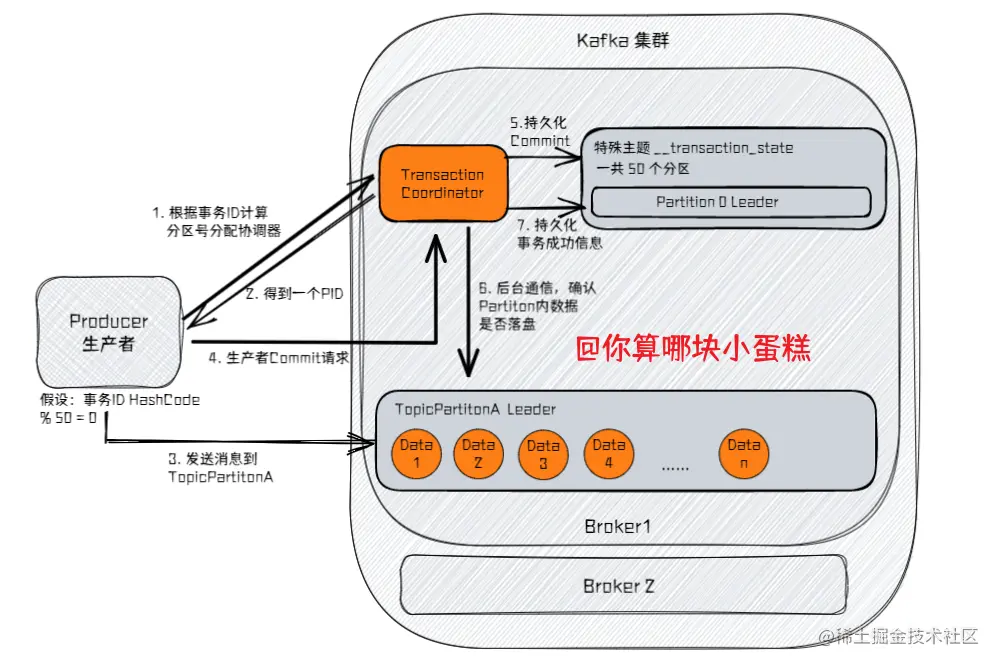 Kafka 集群
5.持久化
Commint
特殊主题 __transaction_state
一共 50 个分区
Partition 0 Leader
Transaction
Coordinator
7. 持久化
事务成功信息
1. 根据事务ID计算
分区号分配协调器
2. 得到一个PID
6. 后台通信，确认
Partiton内数据
是否落盘
Producer
生产者
4. 生产者Commit请求
回你算哪块小蛋糕
假设：事务ID HashCode
% 50 = 0
TopicPartitonA Leader
Data 1
Data 2
Data 3
Data 4
......
Data n
3. 发送消息到
TopicPartitonA
Broker1
Broker 2
@稀土掘金技术社区